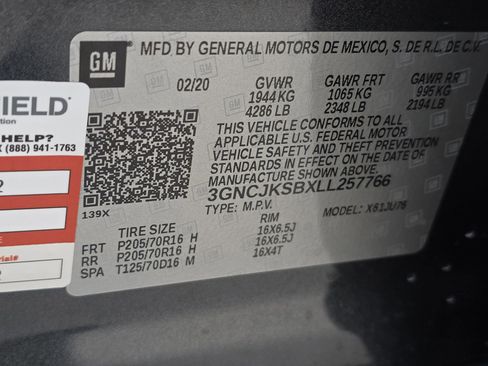 GM
MFD BY GENERAL MOTORS DE MEXICO, S. DE R.L. DE C.V.
02/20 GVWR GAWR FRT GAWR RR
1944 KG 1065 KG 995 KG
4286 LB 2348 LB 2194 LB
THIS VEHICLE CONFORMS TO ALL
APPLICABLE U.S. FEDERAL MOTOR
VEHICLE SAFETY AND THEFT PREVENTION
STANDARDS IN EFFECT ON THE DATE OF
MANUFACTURE SHOWN ABOVE.
3GNCJKSBXLL257766
TYPE: M.P.V. MODEL: X61JU76
139X
TIRE SIZE RIM
FRT P205/70R16 H 16X6.5J
RR P205/70R16 H 16X6.5J
SPA T125/70D16 M 16X4T
IELD®
HELP?
(888) 941-1763